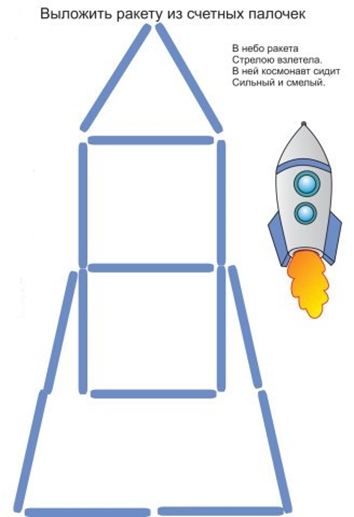 Выложить ракету из счетных палочек
В небо ракета
Стрелою взлетела.
В ней космонавт сидит
Сильный и смелый.